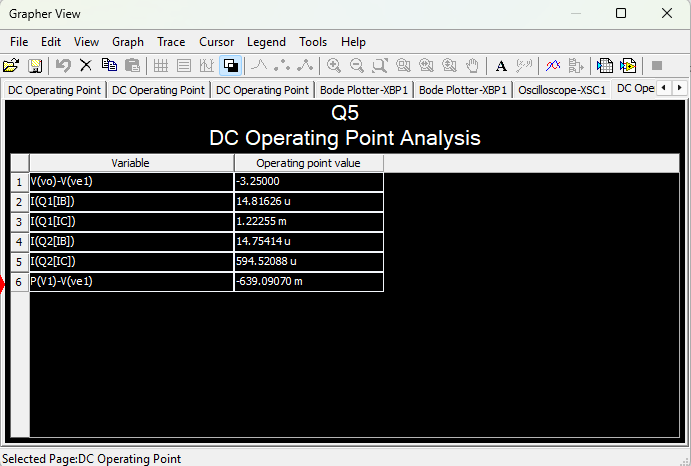 Grapher View
File Edit View Graph Trace Cursor Legend Tools Help
DC Operating Point DC Operating Point DC Operating Point Bode Plotter-XBP1 Bode Plotter-XBP1 Oscilloscope-XSC1 DC Ope
Q5
DC Operating Point Analysis
Variable Operating point value
1 V(vo)-V(ve1) -3.25000
2 I(Q1[IB]) 14.81626 u
3 I(Q1[IC]) 1.22255 m
4 I(Q2[IB]) 14.75414 u
5 I(Q2[IC]) 594.52088 u
6 P(V1)-V(ve1) -639.09070 m
Selected Page:DC Operating Point